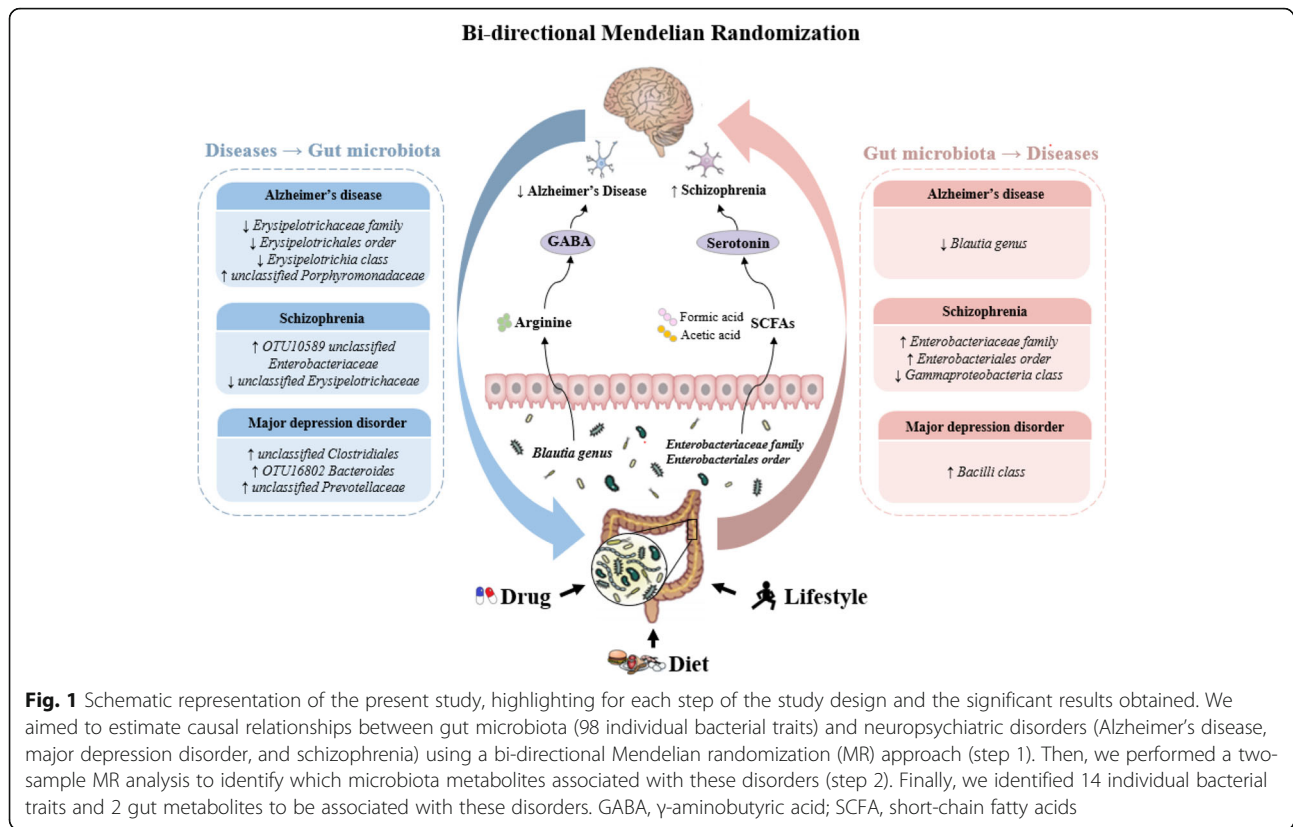 Bi-directional Mendelian Randomization
Diseases → Gut microbiota
Alzheimer's disease
↓ Erysipelotrichaceae family
↓ Erysipelotrichales order
↓ Erysipelotrichia class
↑ unclassified Porphyromonadaceae
Schizophrenia
↑ OTU10589 unclassified
Enterobacteriaceae
↓ unclassified Erysipelotrichaceae
Major depression disorder
↑ unclassified Clostridiales
↑ OTU16802 Bacteroides
↑ unclassified Prevotellaceae
↓ Alzheimer's Disease
↑ Schizophrenia
GABA
Serotonin
Arginine
Formic acid
Acetic acid
SCFAs
Blautia genus
Enterobacteriaceae family
Enterobacteriales order
Drug
Lifestyle
Diet
Gut microbiota → Diseases
Alzheimer's disease
↓ Blautia genus
Schizophrenia
↑ Enterobacteriaceae family
↑ Enterobacteriales order
↓ Gammaproteobacteria class
Major depression disorder
↑ Bacilli class
Fig. 1 Schematic representation of the present study, highlighting for each step of the study design and the significant results obtained. We
aimed to estimate causal relationships between gut microbiota (98 individual bacterial traits) and neuropsychiatric disorders (Alzheimer's disease,
major depression disorder, and schizophrenia) using a bi-directional Mendelian randomization (MR) approach (step 1). Then, we performed a two-
sample MR analysis to identify which microbiota metabolites associated with these disorders (step 2). Finally, we identified 14 individual bacterial
traits and 2 gut metabolites to be associated with these disorders. GABA, γ-aminobutyric acid; SCFA, short-chain fatty acids